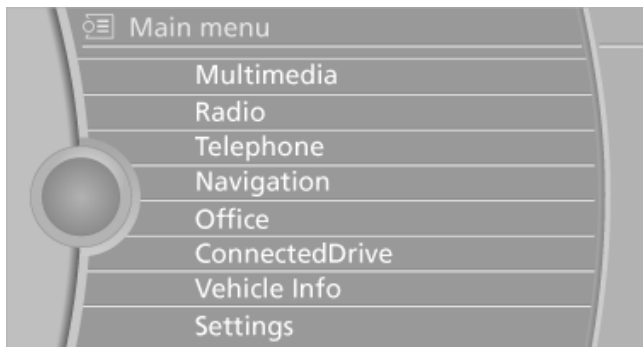 Main menu
Multimedia
Radio
Telephone
Navigation
Office
ConnectedDrive
Vehicle Info
Settings